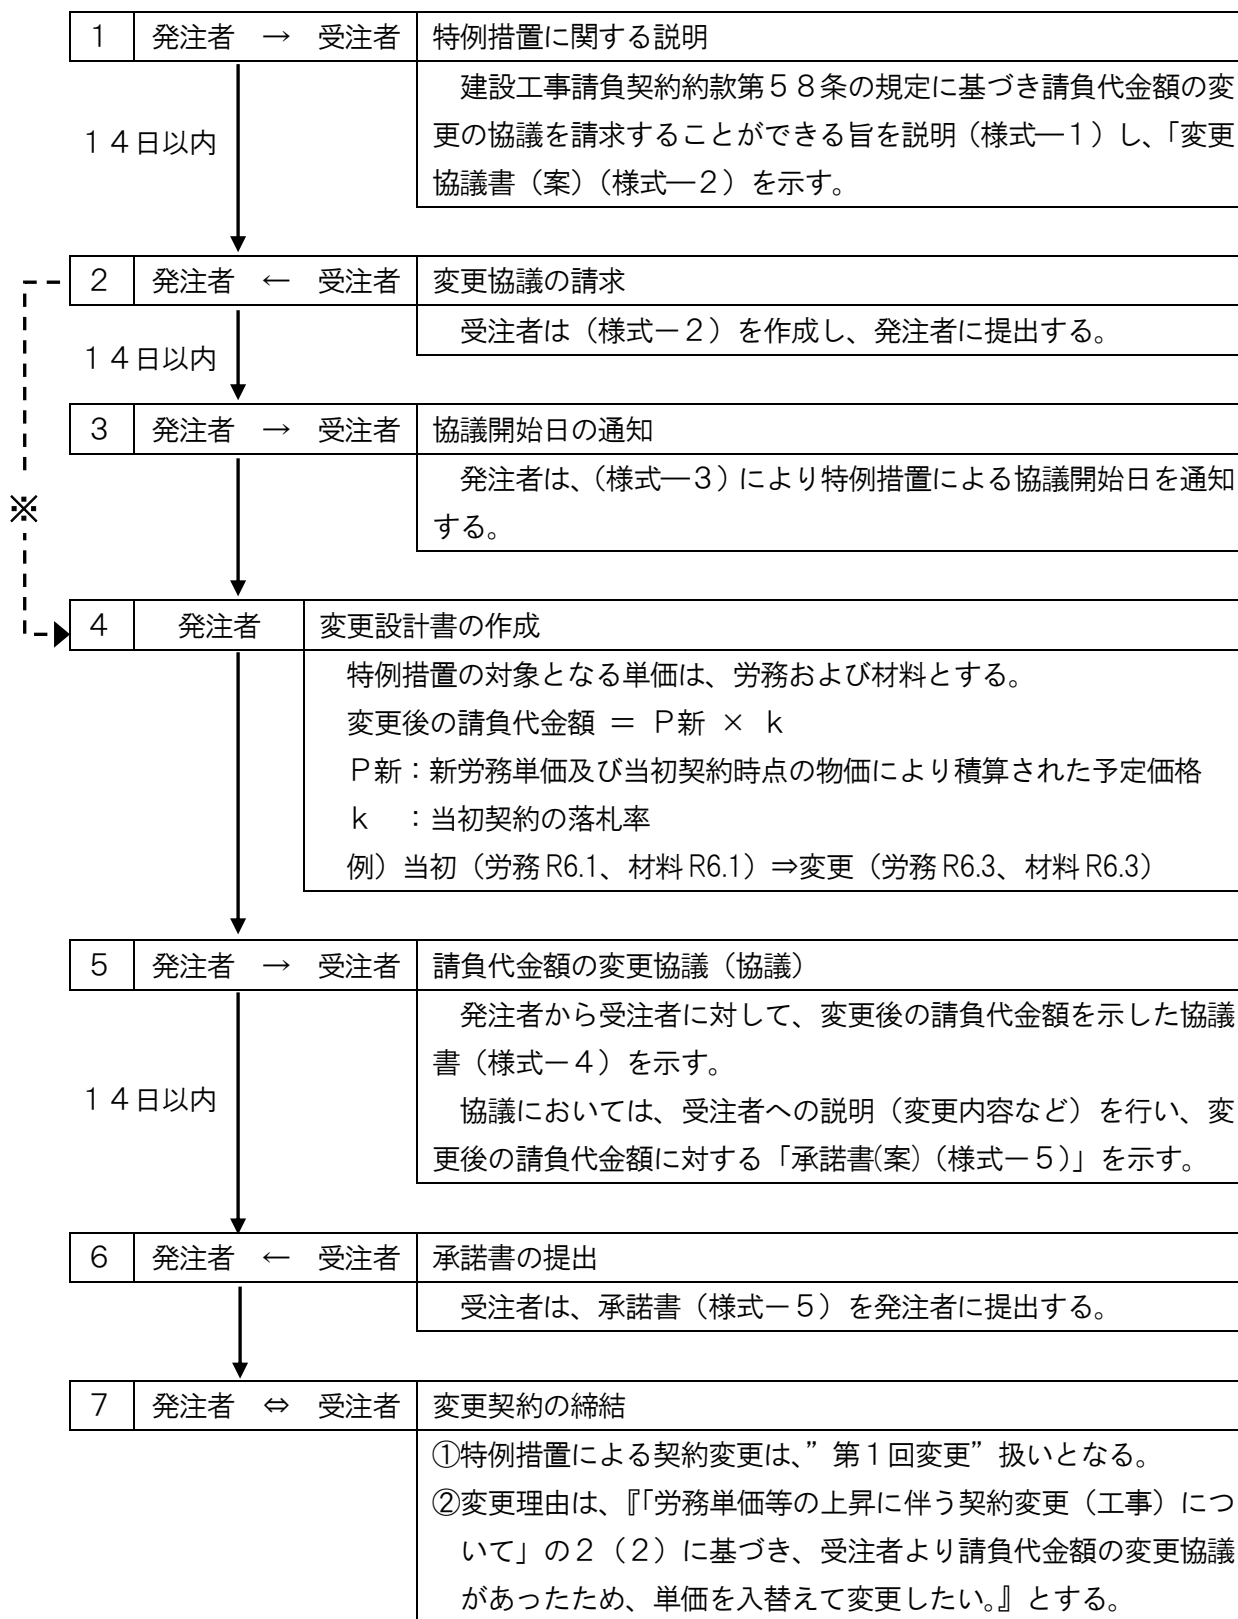 １ 発注者 → 受注者 特例措置に関する説明
建設工事請負契約約款第５８条の規定に基づき請負代金額の変
更の協議を請求することができる旨を説明（様式―１）し、「変更
協議書（案）（様式―２）を示す。
１４日以内
２ 発注者 ← 受注者 変更協議の請求
受注者は（様式－２）を作成し、発注者に提出する。
１４日以内
３ 発注者 → 受注者 協議開始日の通知
発注者は、（様式―３）により特例措置による協議開始日を通知
する。
※
４ 発注者 変更設計書の作成
特例措置の対象となる単価は、労務および材料とする。
変更後の請負代金額 ＝ Ｐ新 × ｋ
Ｐ新：新労務単価及び当初契約時点の物価により積算された予定価格
ｋ ：当初契約の落札率
例）当初（労務 R6.1、材料 R6.1）⇒変更（労務 R6.3、材料 R6.3）
５ 発注者 → 受注者 請負代金額の変更協議（協議）
発注者から受注者に対して、変更後の請負代金額を示した協議
書（様式－４）を示す。
１４日以内
協議においては、受注者への説明（変更内容など）を行い、変
更後の請負代金額に対する「承諾書(案)（様式－５）」を示す。
６ 発注者 ← 受注者 承諾書の提出
受注者は、承諾書（様式－５）を発注者に提出する。
７ 発注者 ⇔ 受注者 変更契約の締結
①特例措置による契約変更は、”第１回変更”扱いとなる。
②変更理由は、『「労務単価等の上昇に伴う契約変更（工事）につ
いて」の２（２）に基づき、受注者より請負代金額の変更協議
があったため、単価を入替えて変更したい。』とする。